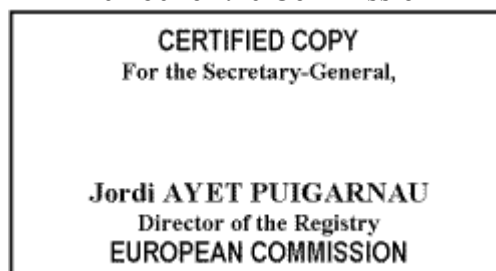 CERTIFIED COPY
For the Secretary-General,
Jordi AYET PUIGARNAU
Director of the Registry
EUROPEAN COMMISSION